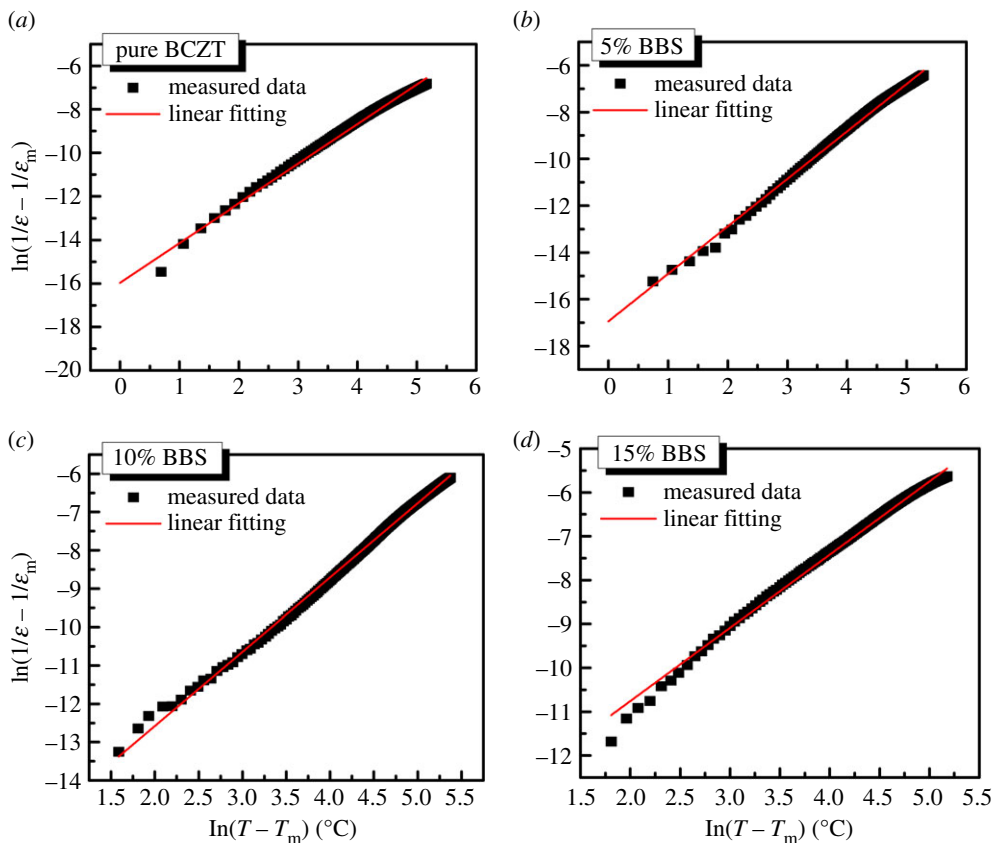 (a)
pure BCZT
measured data
linear fitting
ln(1/ε – 1/εm)
–6
–8
–10
–12
–14
–16
–18
–20
0 1 2 3 4 5 6
(b)
5% BBS
measured data
linear fitting
–6
–8
–10
–12
–14
–16
–18
0 1 2 3 4 5 6
(c)
10% BBS
measured data
linear fitting
ln(1/ε – 1/εm)
–6
–7
–8
–9
–10
–11
–12
–13
–14
1.5 2.0 2.5 3.0 3.5 4.0 4.5 5.0 5.5
ln(T – Tm) (°C)
(d)
15% BBS
measured data
linear fitting
–5
–6
–7
–8
–9
–10
–11
–12
1.5 2.0 2.5 3.0 3.5 4.0 4.5 5.0 5.5
ln(T – Tm) (°C)